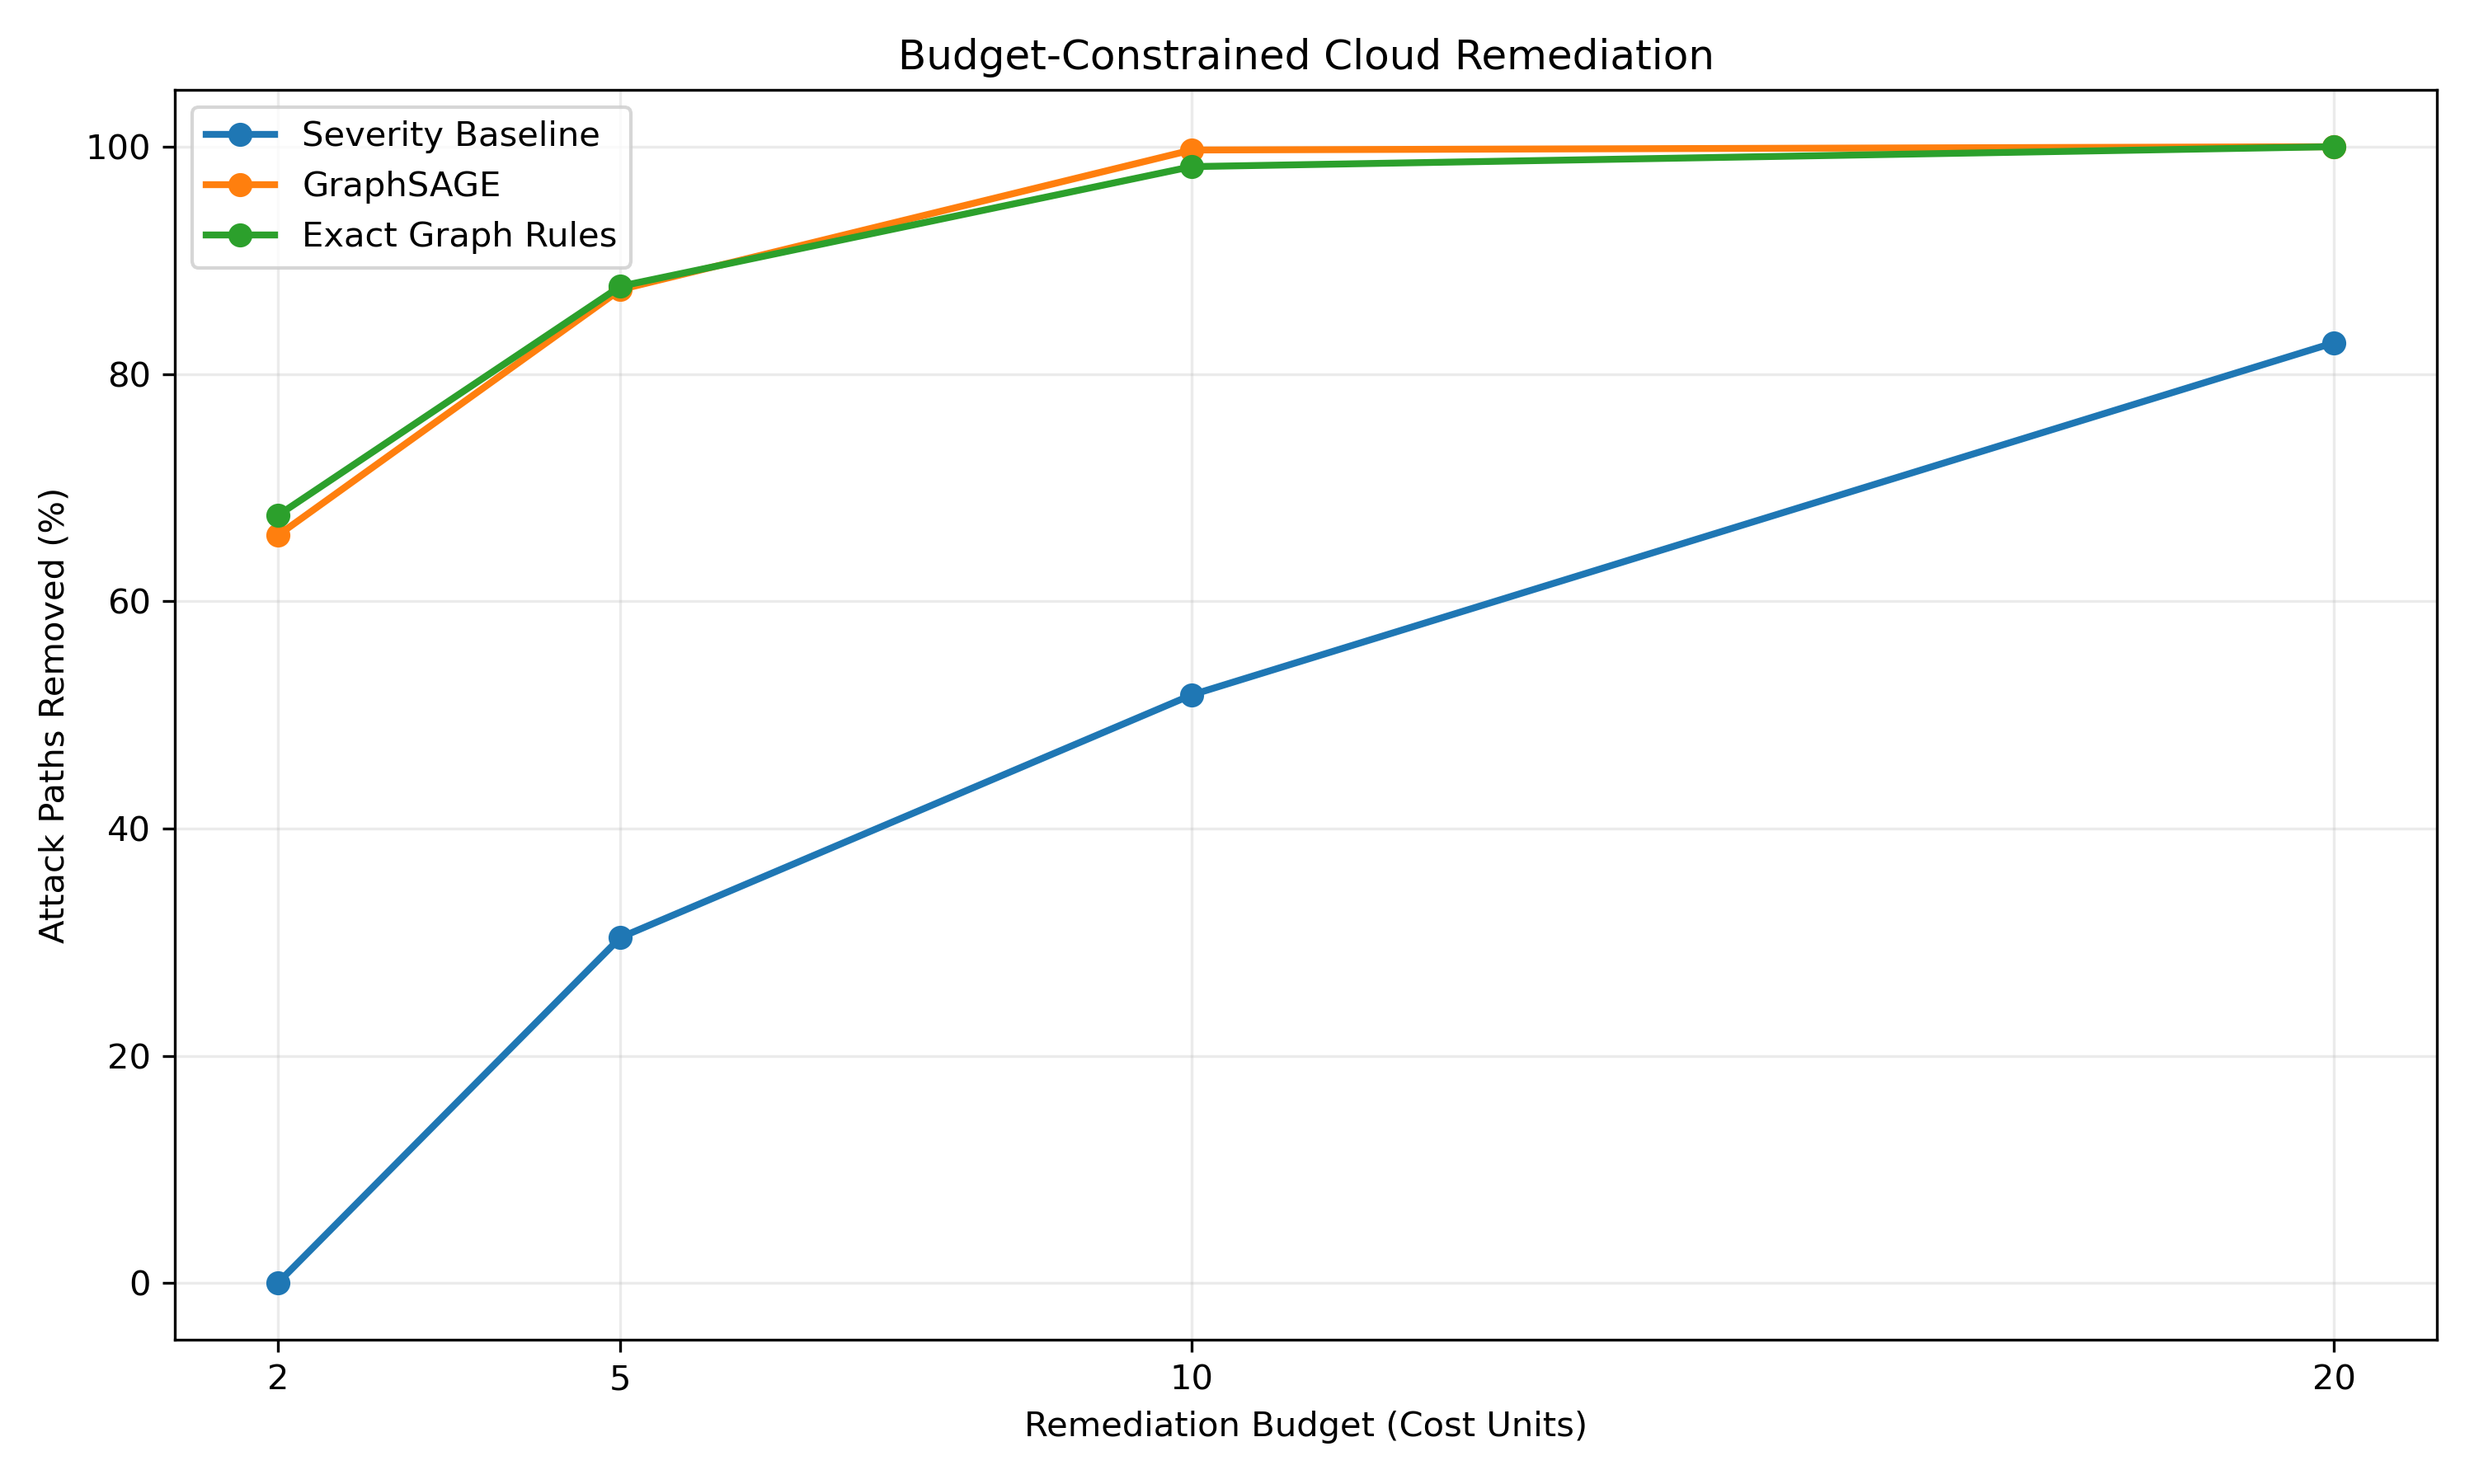 Budget-Constrained Cloud Remediation
Severity Baseline
GraphSAGE
Exact Graph Rules
Attack Paths Removed (%)
100
80
60
40
20
0
2
5
10
20
Remediation Budget (Cost Units)